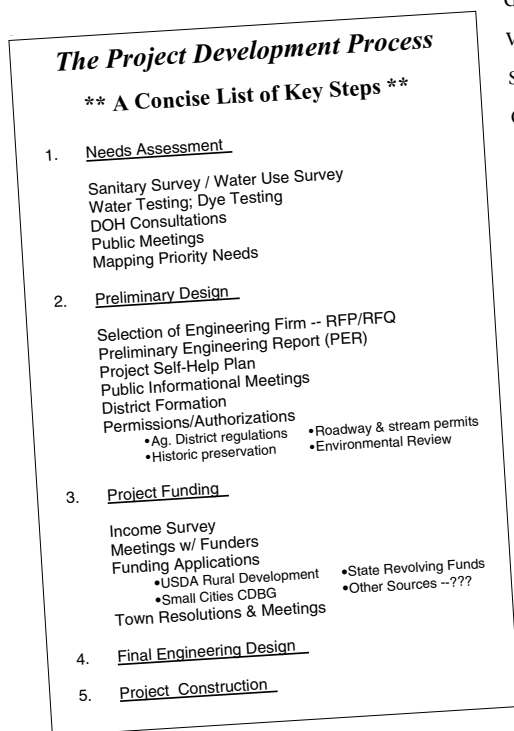 The Project Development Process
** A Concise List of Key Steps **
1. Needs Assessment
Sanitary Survey / Water Use Survey
Water Testing; Dye Testing
DOH Consultations
Public Meetings
Mapping Priority Needs
2. Preliminary Design
Selection of Engineering Firm -- RFP/RFQ
Preliminary Engineering Report (PER)
Project Self-Help Plan
Public Informational Meetings
District Formation
Permissions/Authorizations
•Ag. District regulations •Roadway & stream permits
•Historic preservation •Environmental Review
3. Project Funding
Income Survey
Meetings w/ Funders
Funding Applications
•USDA Rural Development •State Revolving Funds
•Small Cities CDBG •Other Sources --???
Town Resolutions & Meetings
4. Final Engineering Design
5. Project Construction